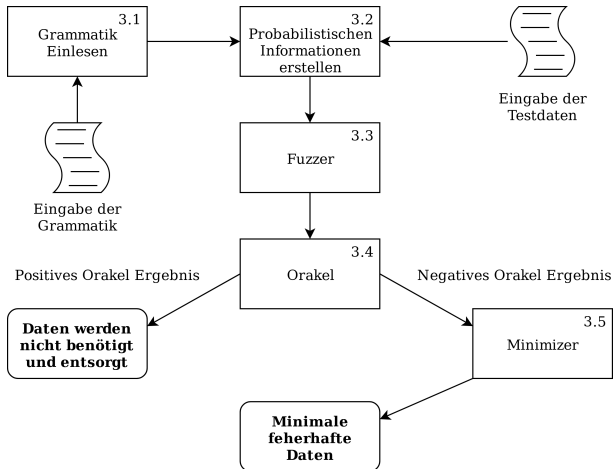 3.1
Grammatik
Einlesen
3.2
Probabilistischen
Informationen
erstellen
Eingabe der
Testdaten
3.3
Fuzzer
Eingabe der
Grammatik
3.4
Orakel
Positives Orakel Ergebnis
Negatives Orakel Ergebnis
Daten werden
nicht benötigt
und entsorgt
3.5
Minimizer
Minimale
feherhafte
Daten